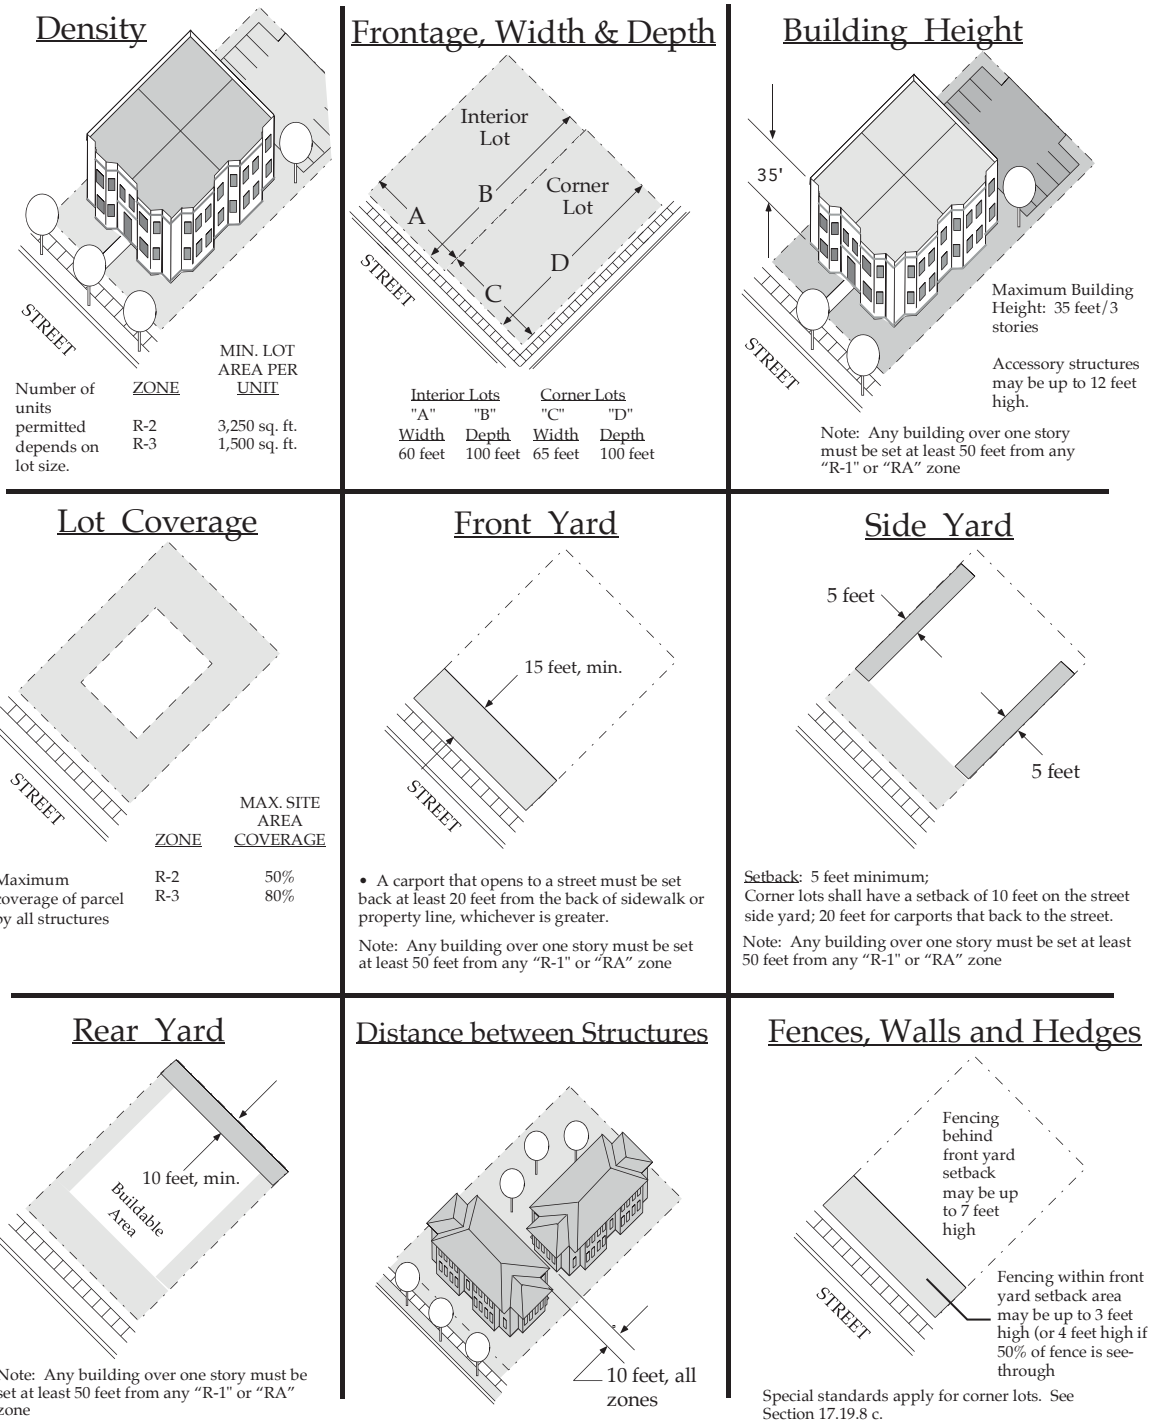 Density
STREET
Number of
units
permitted
depends on
lot size.
ZONE
R-2
R-3
MIN. LOT
AREA PER
UNIT
3,250 sq. ft.
1,500 sq. ft.
Frontage, Width & Depth
Interior
Lot
Corner
Lot
A
B
C
D
STREET
Interior Lots Corner Lots
"A" "B" "C" "D"
Width Depth Width Depth
60 feet 100 feet 65 feet 100 feet
Building Height
35'
STREET
Maximum Building
Height: 35 feet/3
stories
Accessory structures
may be up to 12 feet
high.
Note: Any building over one story
must be set at least 50 feet from any
“R-1" or “RA” zone
Lot Coverage
STREET
MAX. SITE
AREA
ZONE COVERAGE
R-2 50%
R-3 80%
Maximum
coverage of parcel
by all structures
Front Yard
15 feet, min.
STREET
• A carport that opens to a street must be set
back at least 20 feet from the back of sidewalk or
property line, whichever is greater.
Note: Any building over one story must be set
at least 50 feet from any “R-1" or “RA” zone
Side Yard
5 feet
5 feet
Setback: 5 feet minimum;
Corner lots shall have a setback of 10 feet on the street
side yard; 20 feet for carports that back to the street.
Note: Any building over one story must be set at least
50 feet from any “R-1" or “RA” zone
Rear Yard
10 feet, min.
Buildable
Area
Note: Any building over one story must be
set at least 50 feet from any “R-1" or “RA”
zone
Distance between Structures
10 feet, all
zones
Fences, Walls and Hedges
Fencing
behind
front yard
setback
may be up
to 7 feet
high
STREET
Fencing within front
yard setback area
may be up to 3 feet
high (or 4 feet high if
50% of fence is see-
through
Special standards apply for corner lots. See
Section 17.19.8 c.